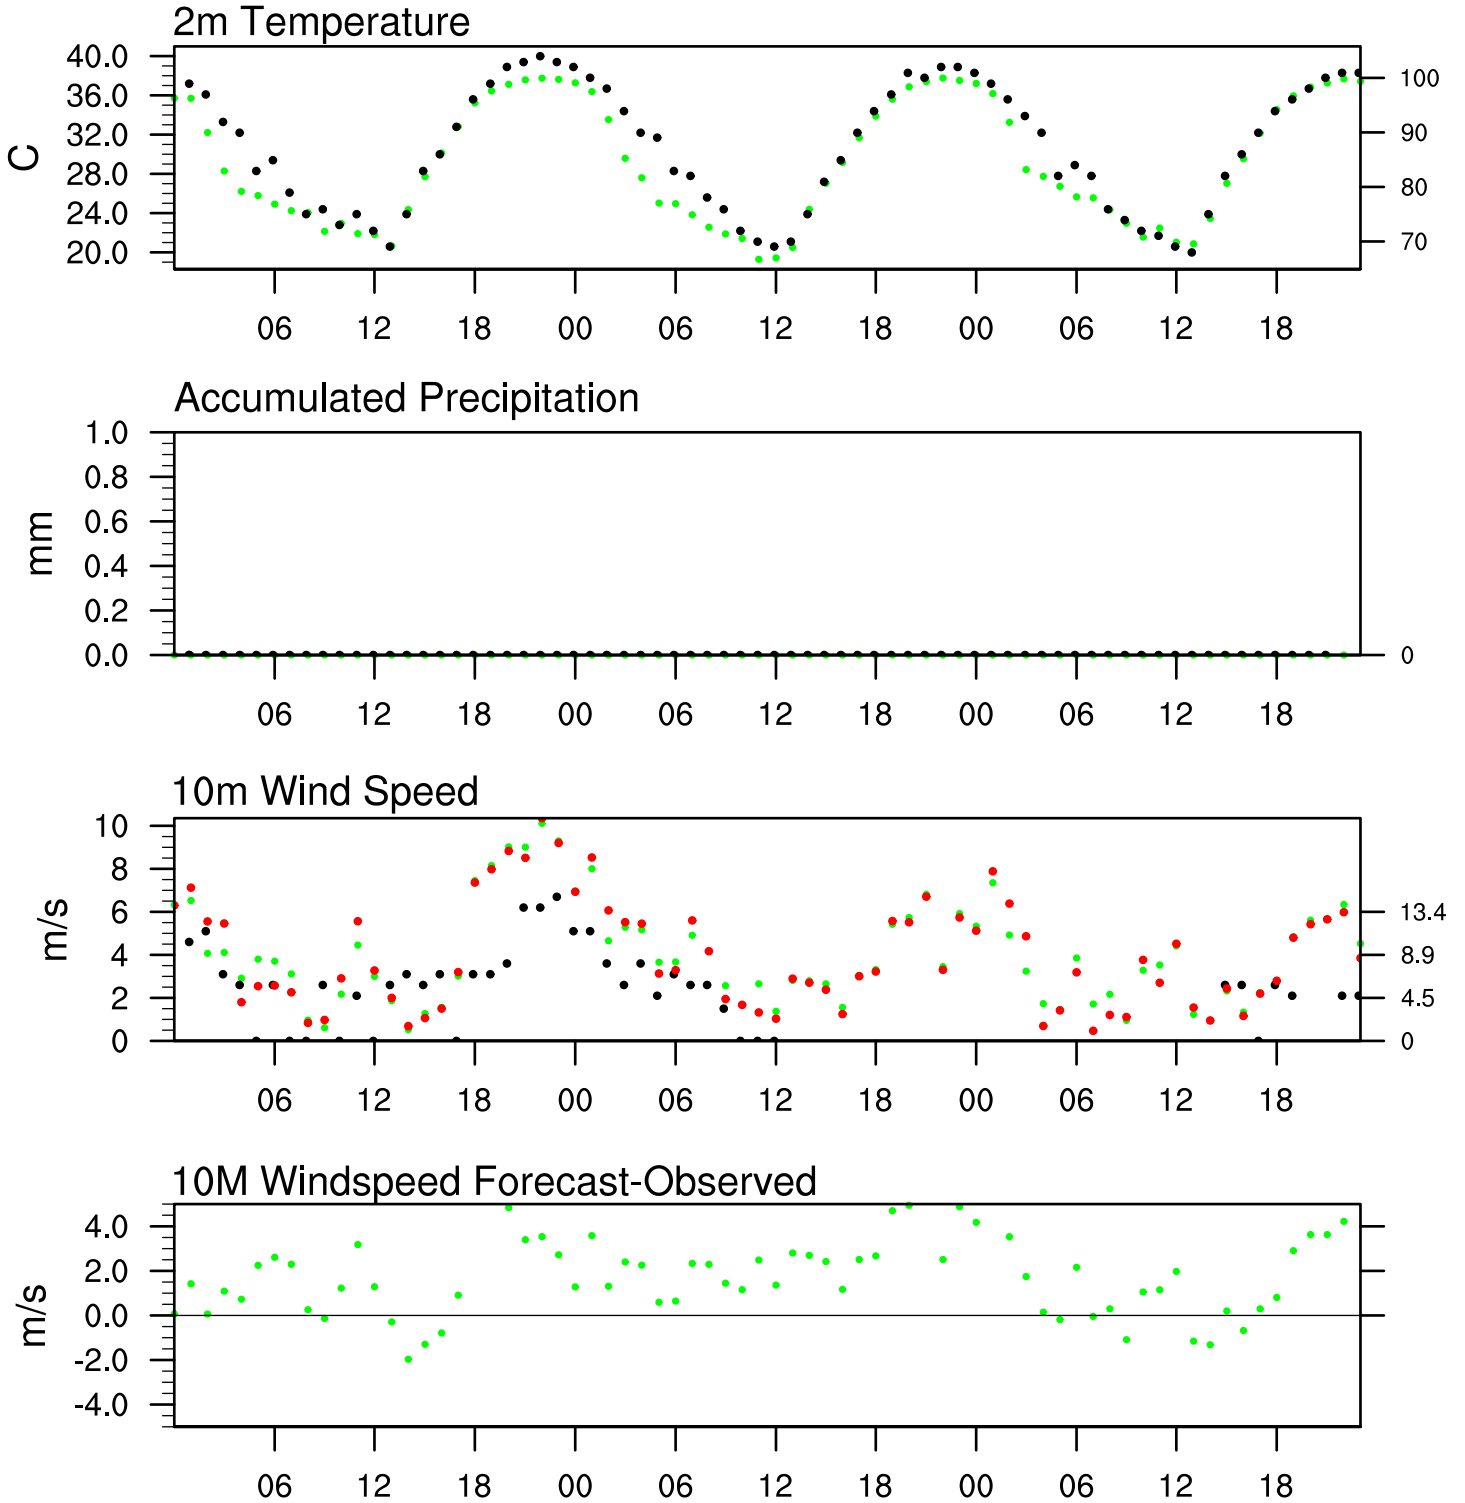 2m Temperature
40.0
36.0
32.0
28.0
24.0
20.0
C
100
90
80
70
06 12 18 00 06 12 18 00 06 12 18
Accumulated Precipitation
1.0
0.8
0.6
0.4
0.2
0.0
mm
0
06 12 18 00 06 12 18 00 06 12 18
10m Wind Speed
10
8
6
4
2
0
m/s
13.4
8.9
4.5
0
06 12 18 00 06 12 18 00 06 12 18
10M Windspeed Forecast-Observed
4.0
2.0
0.0
-2.0
-4.0
m/s
06 12 18 00 06 12 18 00 06 12 18